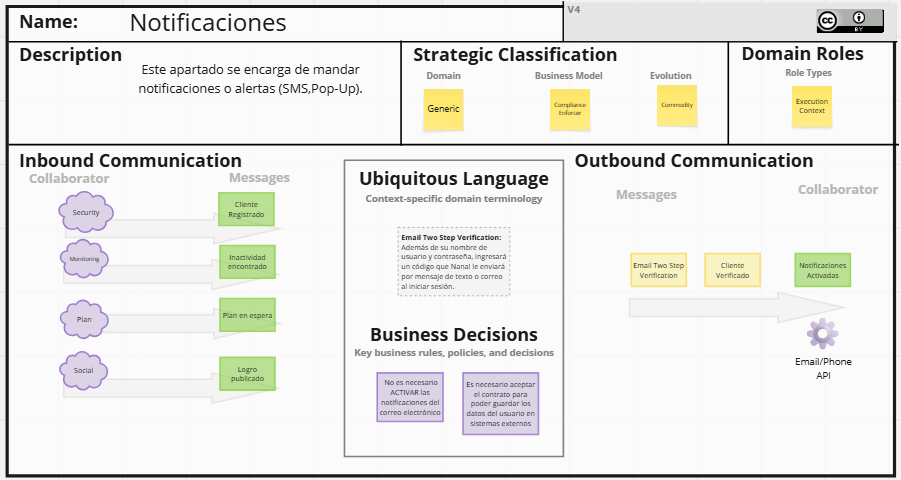 Name:
Notificaciones
V4
CC
BY
Description
Este apartado se encarga de mandar
notificaciones o alertas (SMS,Pop-Up).
Strategic Classification
Domain
Business Model
Evolution
Generic
Compliance
Enforcer
Commodity
Domain Roles
Role Types
Execution
Context
Inbound Communication
Collaborator
Messages
Security
Cliente
Registrado
Monitoring
Inactividad
encontrado
Plan
Plan en espera
Social
Logro
publicado
Ubiquitous Language
Context-specific domain terminology
Email Two Step Verification:
Además de su nombre de
usuario y contraseña, ingresará
un código que Nana! le enviará
por mensaje de texto o correo
al iniciar sesión.
Business Decisions
Key business rules, policies, and decisions
No es necesario
ACTIVAR las
notificaciones del
correo electrónico
Es necesario aceptar
el contrato para
poder guardar los
datos del usuario en
sistemas externos
Outbound Communication
Messages
Collaborator
Email Two Step
Verification
Cliente
Verificado
Notificaciones
Activadas
Email/Phone
API